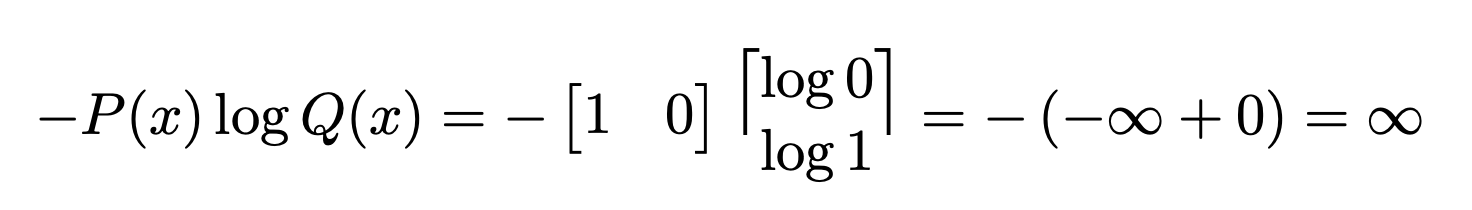 −P(x) log Q(x) = − [1 0] [log 0 log 1] = − (−∞ + 0) = ∞